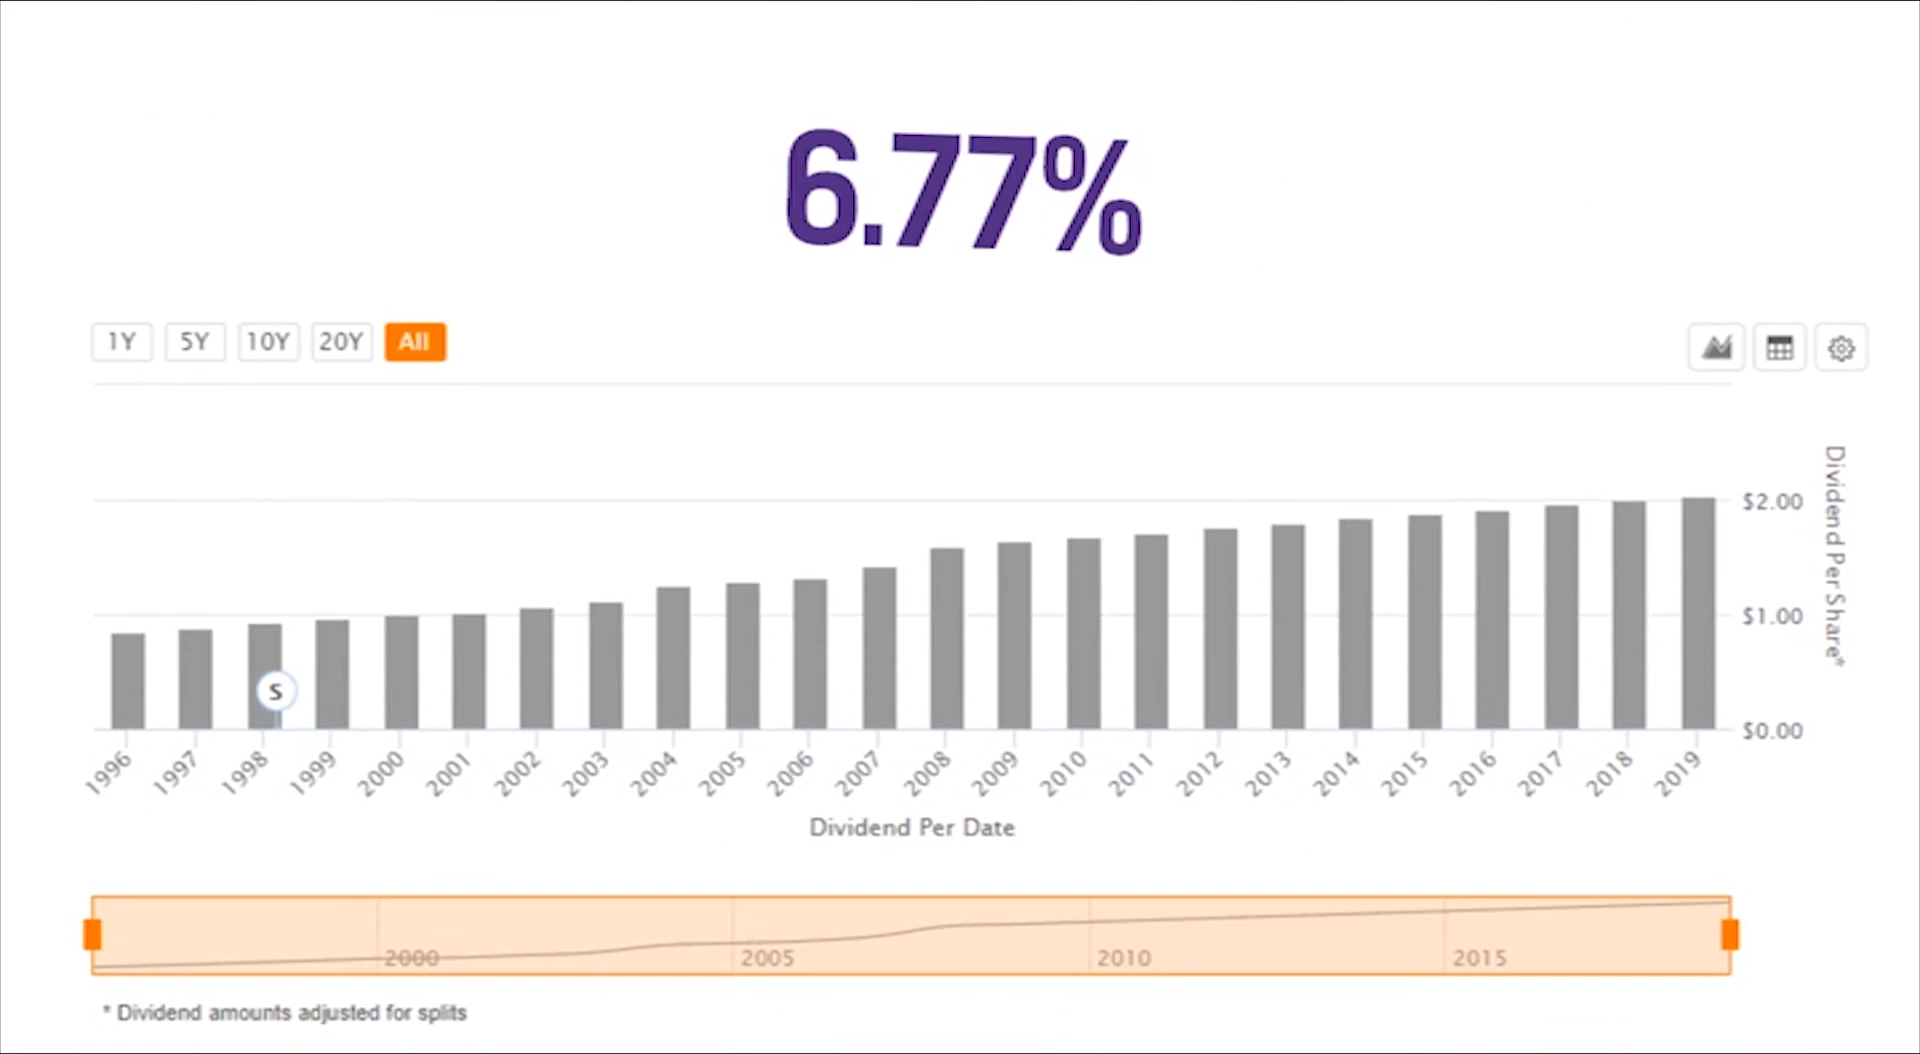 6.77%
1Y 5Y 10Y 20Y All
$2.00
$1.00
$0.00
Dividend Per Share*
S
1996 1997 1998 1999 2000 2001 2002 2003 2004 2005 2006 2007 2008 2009 2010 2011 2012 2013 2014 2015 2016 2017 2018 2019
Dividend Per Date
2000 2005 2010 2015
* Dividend amounts adjusted for splits